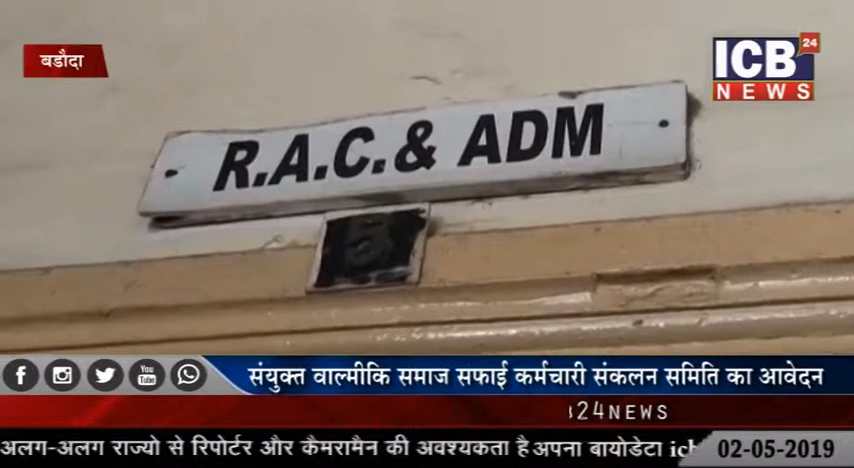 बडौदा
ICB 24
NEWS
R.A.C. & ADM
संयुक्त वाल्मीकि समाज सफाई कर्मचारी संकलन समिति का आवेदन
24NEWS
अलग-अलग राज्यो से रिपोर्टर और कैमरामैन की अवश्यकता है अपना बायोडेटा
02-05-2019